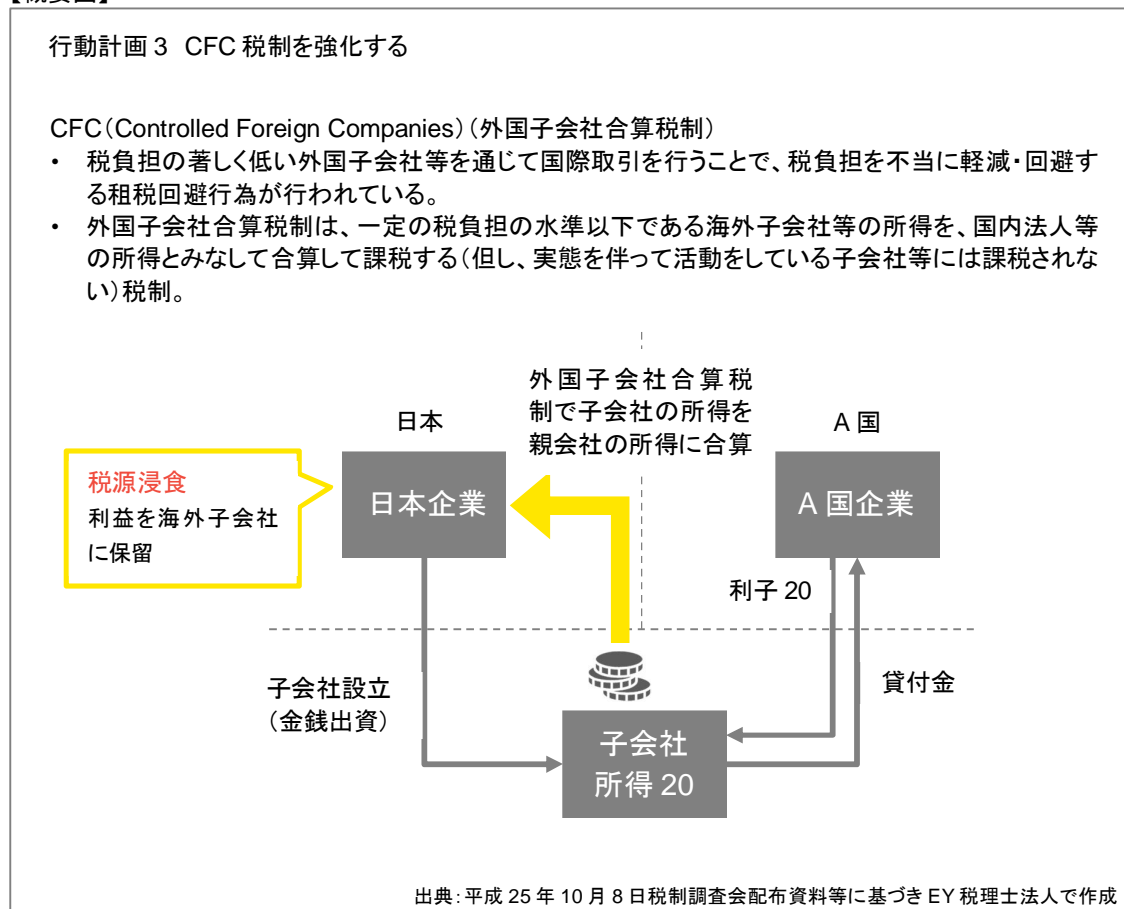 行動計画 3 CFC 税制を強化する
CFC（Controlled Foreign Companies）（外国子会社合算税制）
• 税負担の著しく低い外国子会社等を通じて国際取引を行うことで、税負担を不当に軽減・回避す
る租税回避行為が行われている。
• 外国子会社合算税制は、一定の税負担の水準以下である海外子会社等の所得を、国内法人等
の所得とみなして合算して課税する（但し、実態を伴って活動をしている子会社等には課税されな
い）税制。
外国子会社合算税
制で子会社の所得を
親会社の所得に合算
日本
A 国
税源浸食
利益を海外子会社
に保留
日本企業
A 国企業
利子 20
子会社設立
（金銭出資）
貸付金
子会社
所得 20
出典：平成 25 年 10 月 8 日税制調査会配布資料等に基づき EY 税理士法人で作成